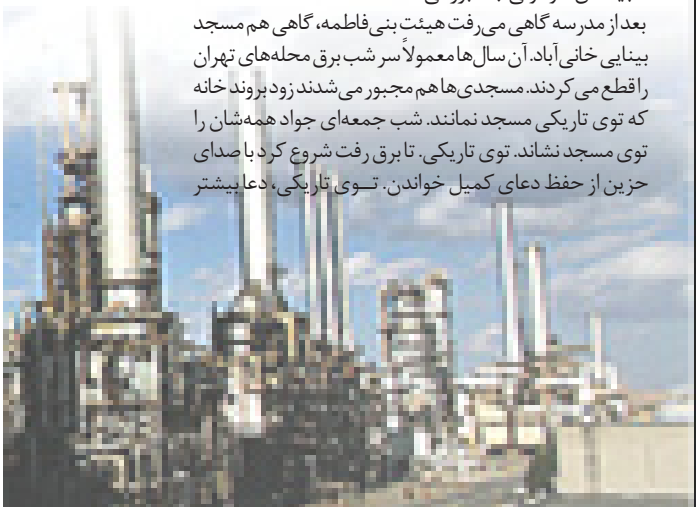 بعد از مدرسه گاهی می‌رفت هیئت بنی‌فاطمه، گاهی هم مسجد
بینایی خانی‌آباد. آن سال‌ها معمولاً سر شب برق محله‌های تهران
را قطع می‌کردند. مسجدی‌ها هم مجبور می‌شدند زود بروند خانه
که توی تاریکی مسجد نمانند. شب جمعه‌ای جواد همه‌شان را
توی مسجد نشاند. توی تاریکی. تا برق رفت شروع کرد با صدای
حزین از حفظ دعای کمیل خواندن. تــوی تاریکی، دعا بیشتر